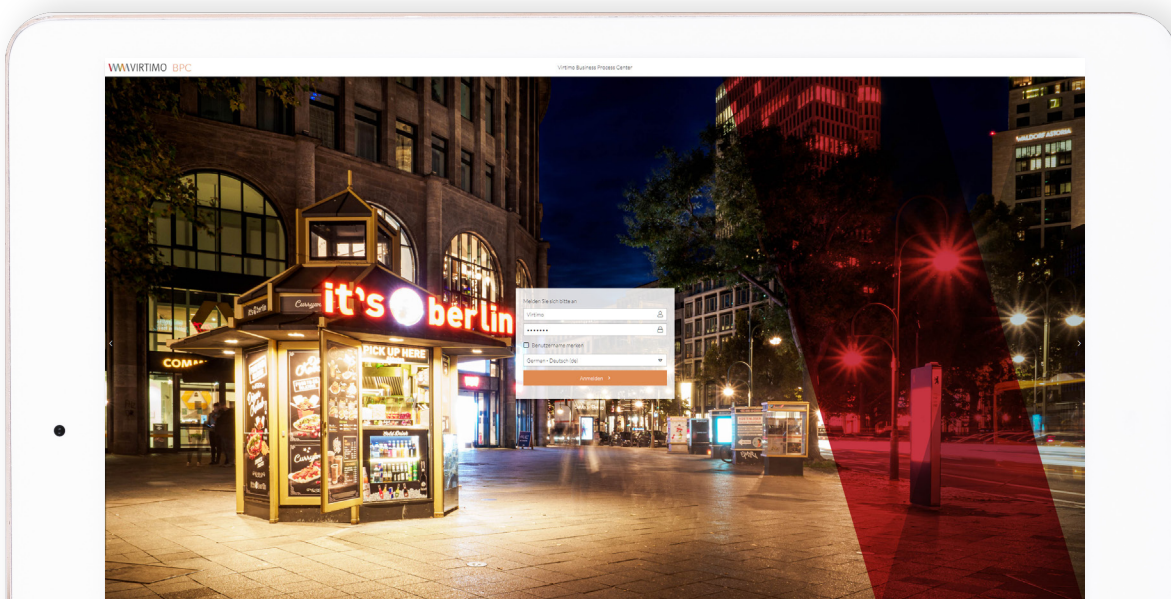 VIRTIMO BPC
Virtimo Business Process Center
WALDORF ASTORIA
it's berlin
PICK UP HERE
Melden Sie sich bitte an
Virtimo
•••••••
Benutzername merken
German - Deutsch (de)
Anmelden